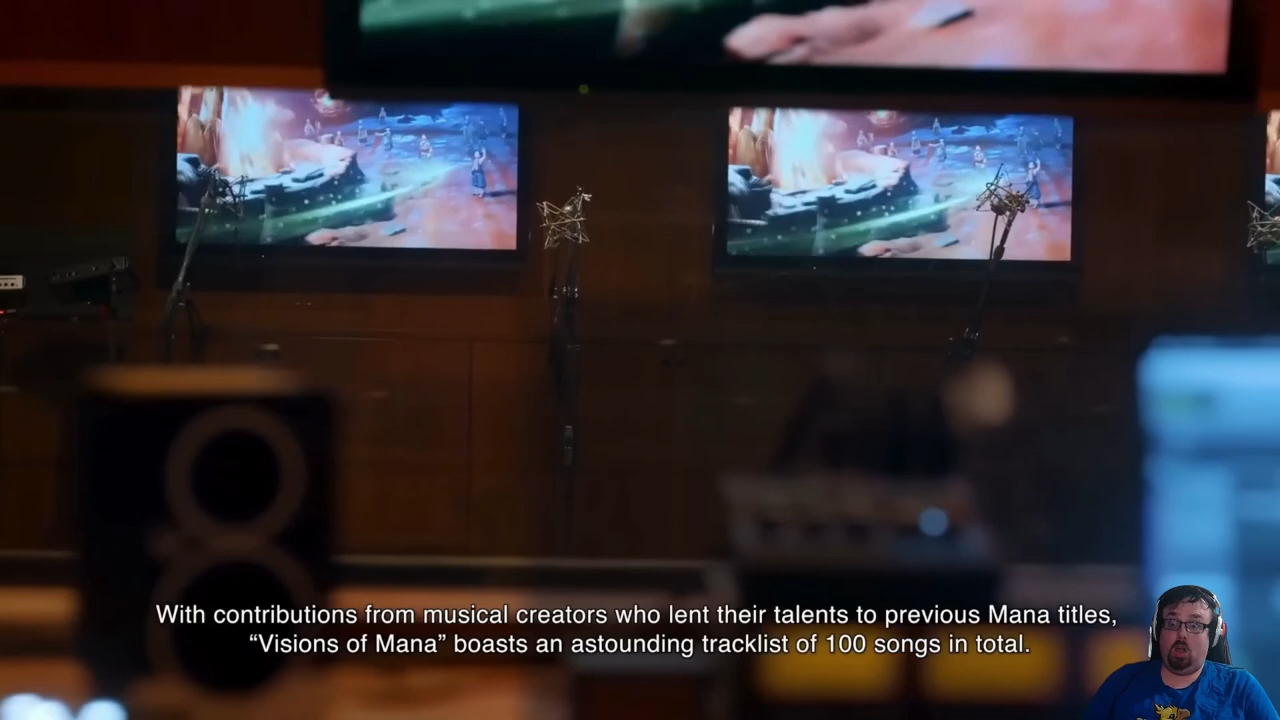 With contributions from musical creators who lent their talents to previous Mana titles,
“Visions of Mana” boasts an astounding tracklist of 100 songs in total.